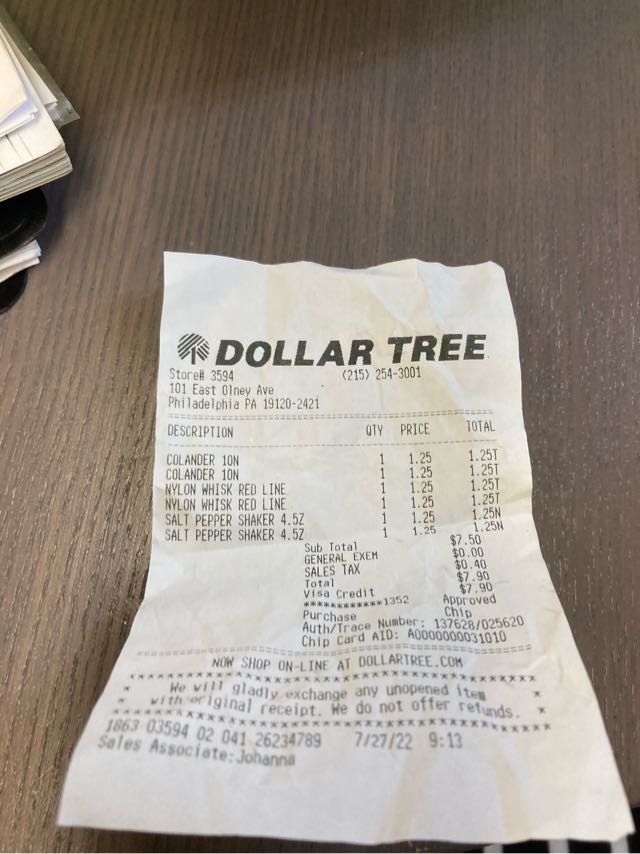 DOLLAR TREE
Store# 3594 (215) 254-3001
101 East Olney Ave
Philadelphia PA 19120-2421
DESCRIPTION QTY PRICE TOTAL
COLANDER 10N 1 1.25 1.25T
COLANDER 10N 1 1.25 1.25T
NYLON WHISK RED LINE 1 1.25 1.25T
NYLON WHISK RED LINE 1 1.25 1.25T
SALT PEPPER SHAKER 4.5Z 1 1.25 1.25N
SALT PEPPER SHAKER 4.5Z 1 1.25 1.25N
Sub Total $7.50
GENERAL EXEM $0.00
SALES TAX $0.40
Total $7.90
Visa Credit $7.90
************1352 Approved
Purchase Chip
Auth/Trace Number: 137628/025620
Chip Card AID: A0000000031010
NOW SHOP ON-LINE AT DOLLARTREE.COM
* We will gladly exchange any unopened item *
* with original receipt. We do not offer refunds. *
1863 03594 02 041 26234789 7/27/22 9:13
Sales Associate:Johanna